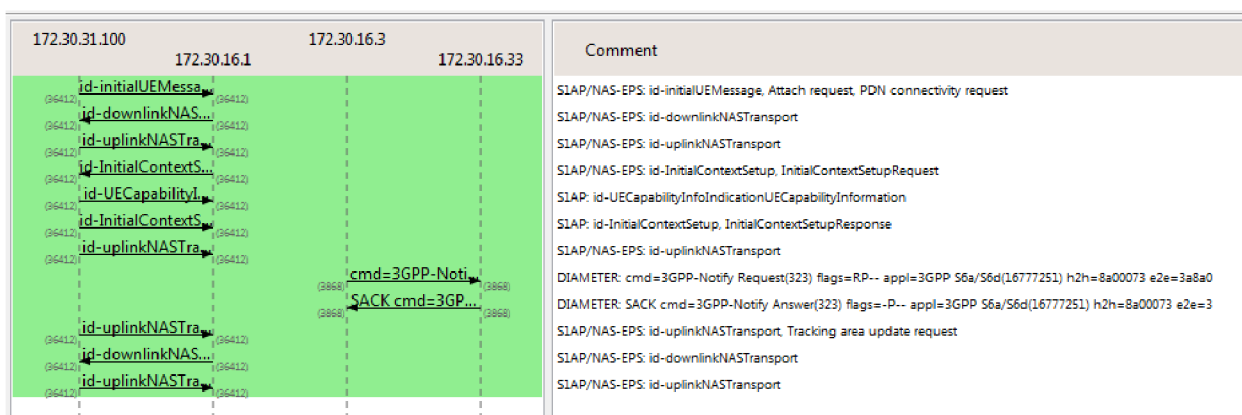 172.30.31.100 172.30.16.3
172.30.16.1 172.30.16.33 Comment
id-initialUEMessa... S1AP/NAS-EPS: id-initialUEMessage, Attach request, PDN connectivity request
(36412) (36412)
id-downlinkNAS... S1AP/NAS-EPS: id-downlinkNASTransport
(36412) (36412)
id-uplinkNASTra... S1AP/NAS-EPS: id-uplinkNASTransport
(36412) (36412)
id-InitialContextS... S1AP/NAS-EPS: id-InitialContextSetup, InitialContextSetupRequest
(36412) (36412)
id-UECapabilityI... S1AP: id-UECapabilityInfoIndicationUECapabilityInformation
(36412) (36412)
id-InitialContextS... S1AP: id-InitialContextSetup, InitialContextSetupResponse
(36412) (36412)
id-uplinkNASTra... S1AP/NAS-EPS: id-uplinkNASTransport
(36412) (36412)
cmd=3GPP-Noti... DIAMETER: cmd=3GPP-Notify Request(323) flags=RP-- appl=3GPP S6a/S6d(16777251) h2h=8a00073 e2e=3a8a0
(3868) (3868)
SACK cmd=3GP... DIAMETER: SACK cmd=3GPP-Notify Answer(323) flags=-P-- appl=3GPP S6a/S6d(16777251) h2h=8a00073 e2e=3
(3868) (3868)
id-uplinkNASTra... S1AP/NAS-EPS: id-uplinkNASTransport, Tracking area update request
(36412) (36412)
id-downlinkNAS... S1AP/NAS-EPS: id-downlinkNASTransport
(36412) (36412)
id-uplinkNASTra... S1AP/NAS-EPS: id-uplinkNASTransport
(36412) (36412)